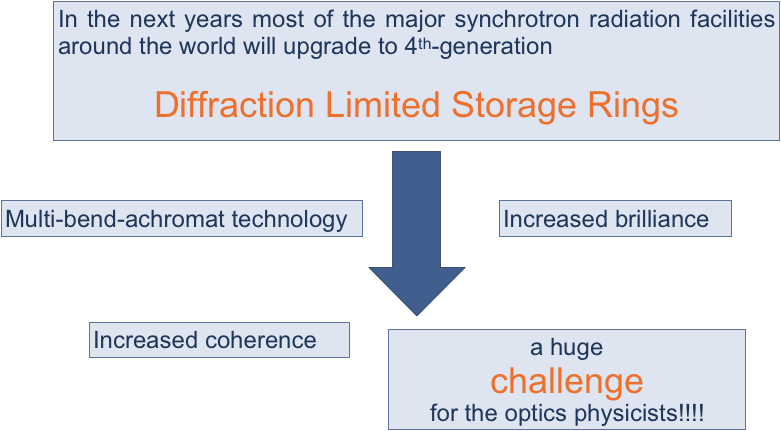 In the next years most of the major synchrotron radiation facilities
around the world will upgrade to 4th-generation
Diffraction Limited Storage Rings
Multi-bend-achromat technology
Increased brilliance
Increased coherence
a huge
challenge
for the optics physicists!!!!